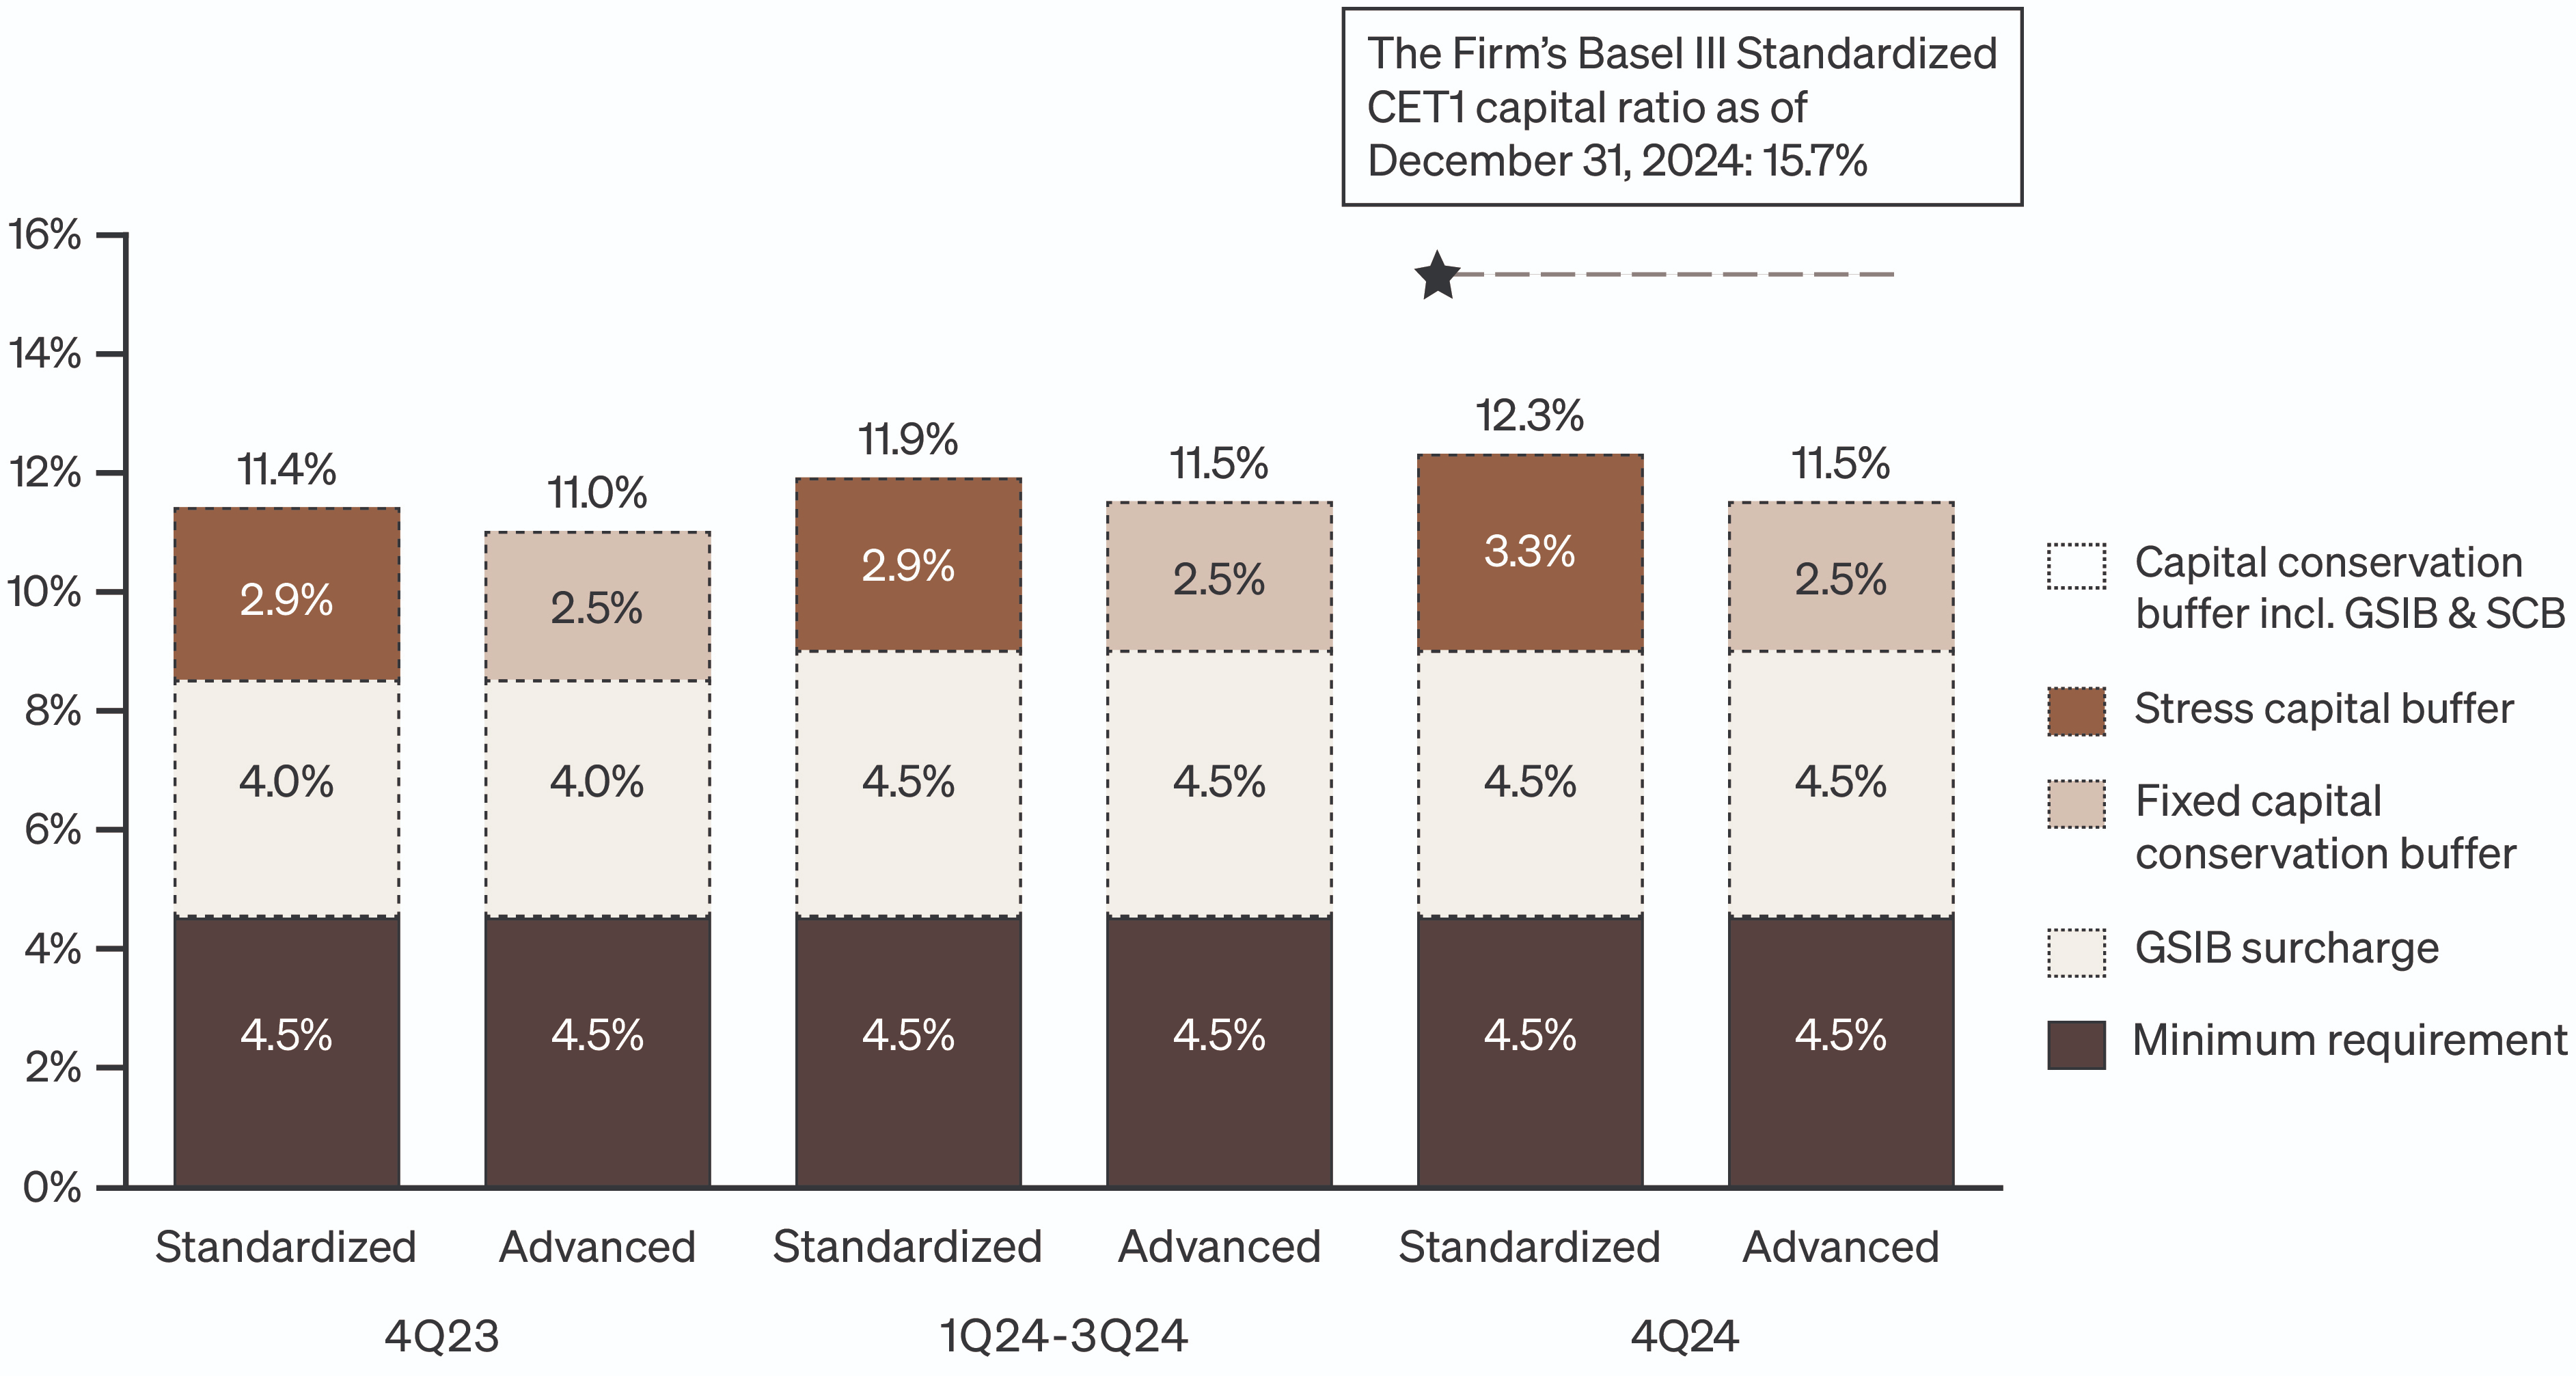 The Firm’s Basel III Standardized
CET1 capital ratio as of
December 31, 2024: 15.7%
16%
14%
12%
10%
8%
6%
4%
2%
0%
11.4%
2.9%
4.0%
4.5%
11.0%
2.5%
4.0%
4.5%
11.9%
2.9%
4.5%
4.5%
11.5%
2.5%
4.5%
4.5%
12.3%
3.3%
4.5%
4.5%
11.5%
2.5%
4.5%
4.5%
Capital conservation
buffer incl. GSIB & SCB
Stress capital buffer
Fixed capital
conservation buffer
GSIB surcharge
Minimum requirement
Standardized
Advanced
Standardized
Advanced
Standardized
Advanced
4Q23
1Q24-3Q24
4Q24